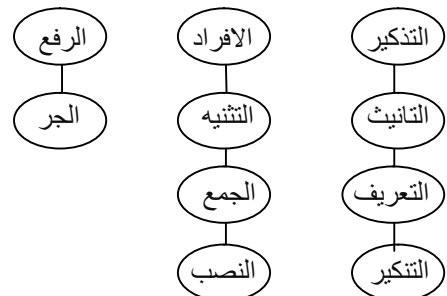 التذكير الافراد الرفع
التانيث التثنيه الجر
التعريف الجمع
التنكير النصب